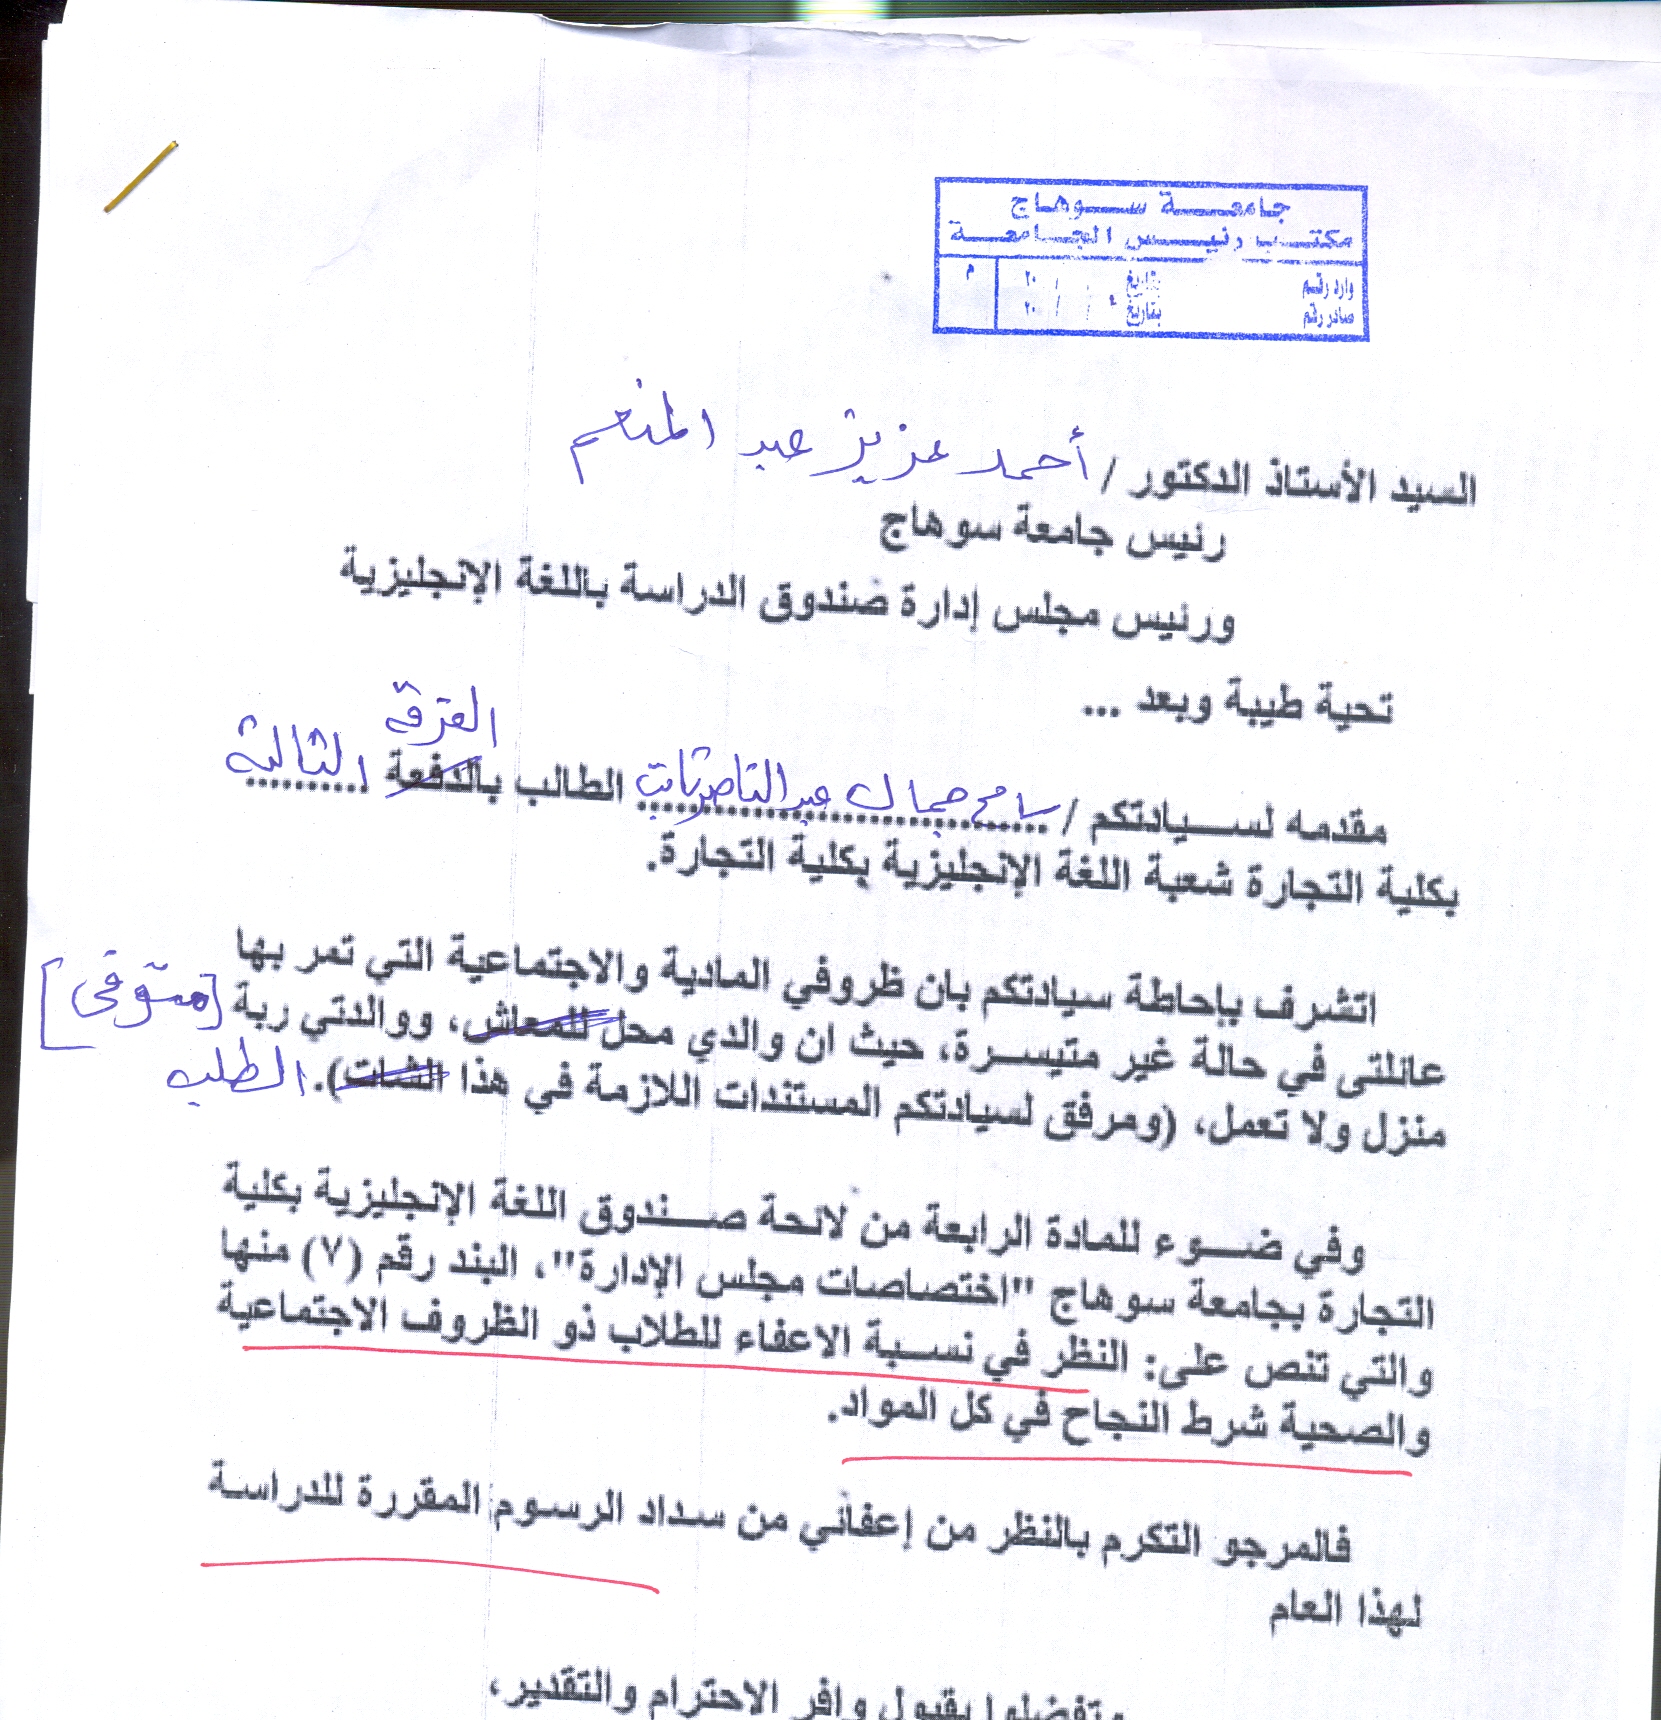 جامعة سوهاج
مكتب رئيس الجامعة
وارد رقم بتاريخ / / ٢٠ م
صادر رقم بتاريخ / / ٢٠
السيد الأستاذ الدكتور / أحمد عزيز عبد المنعم
رئيس جامعة سوهاج
ورئيس مجلس إدارة صندوق الدراسة باللغة الإنجليزية
تحية طيبة وبعد ...
الفرقة
مقدمه لسيادتكم / سامح جمال عبد الناصر ثابت الطالب بالدفعة الثالثة
بكلية التجارة شعبة اللغة الإنجليزية بكلية التجارة.
اتشرف بإحاطة سيادتكم بان ظروفي المادية والاجتماعية التي تمر بها
عائلتى في حالة غير متيسرة، حيث ان والدي محل للمعاش، ووالدتي ربة [متوفى]
منزل ولا تعمل، (ومرفق لسيادتكم المستندات اللازمة في هذا الشات). الطلب
وفي ضوء للمادة الرابعة من لائحة صندوق اللغة الإنجليزية بكلية
التجارة بجامعة سوهاج "اختصاصات مجلس الإدارة"، البند رقم (٧) منها
والتي تنص على: النظر في نسبة الاعفاء للطلاب ذو الظروف الاجتماعية
والصحية شرط النجاح في كل المواد.
فالمرجو التكرم بالنظر من إعفائي من سداد الرسوم المقررة للدراسة
لهذا العام
وتفضلوا بقبول وافر الاحترام والتقدير،